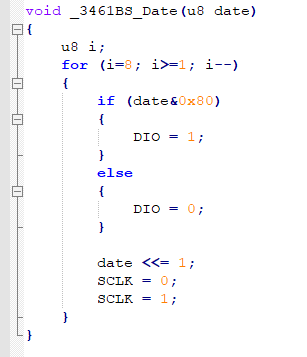 void _3461BS_Date(u8 date)
{
u8 i;
for (i=8; i>=1; i--)
{
if (date&0x80)
{
DIO = 1;
}
else
{
DIO = 0;
}
date <<= 1;
SCLK = 0;
SCLK = 1;
}
}